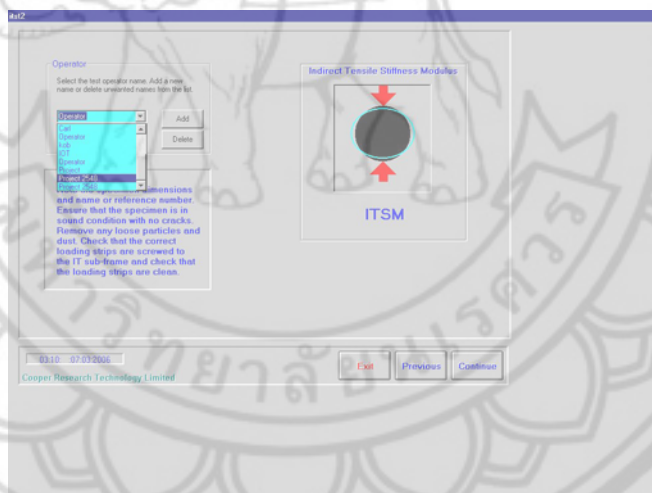 Operator
Select the test operator name. Add a new
name or delete unwanted names from the list.
Operator
Add
Carl
Operator
kob
IOT
Operator
Project
Project 2546
Project 2549
Delete
dimensions
and name or reference number.
Ensure that the specimen is in
sound condition with no cracks.
Remove any loose particles and
dust. Check that the correct
loading strips are screwed to
the IT sub-frame and check that
the loading strips are clean.
Indirect Tensile Stiffness Modulus
ITSM
03:10: 07:03:2006
Cooper Research Technology Limited
Exit
Previous
Continue